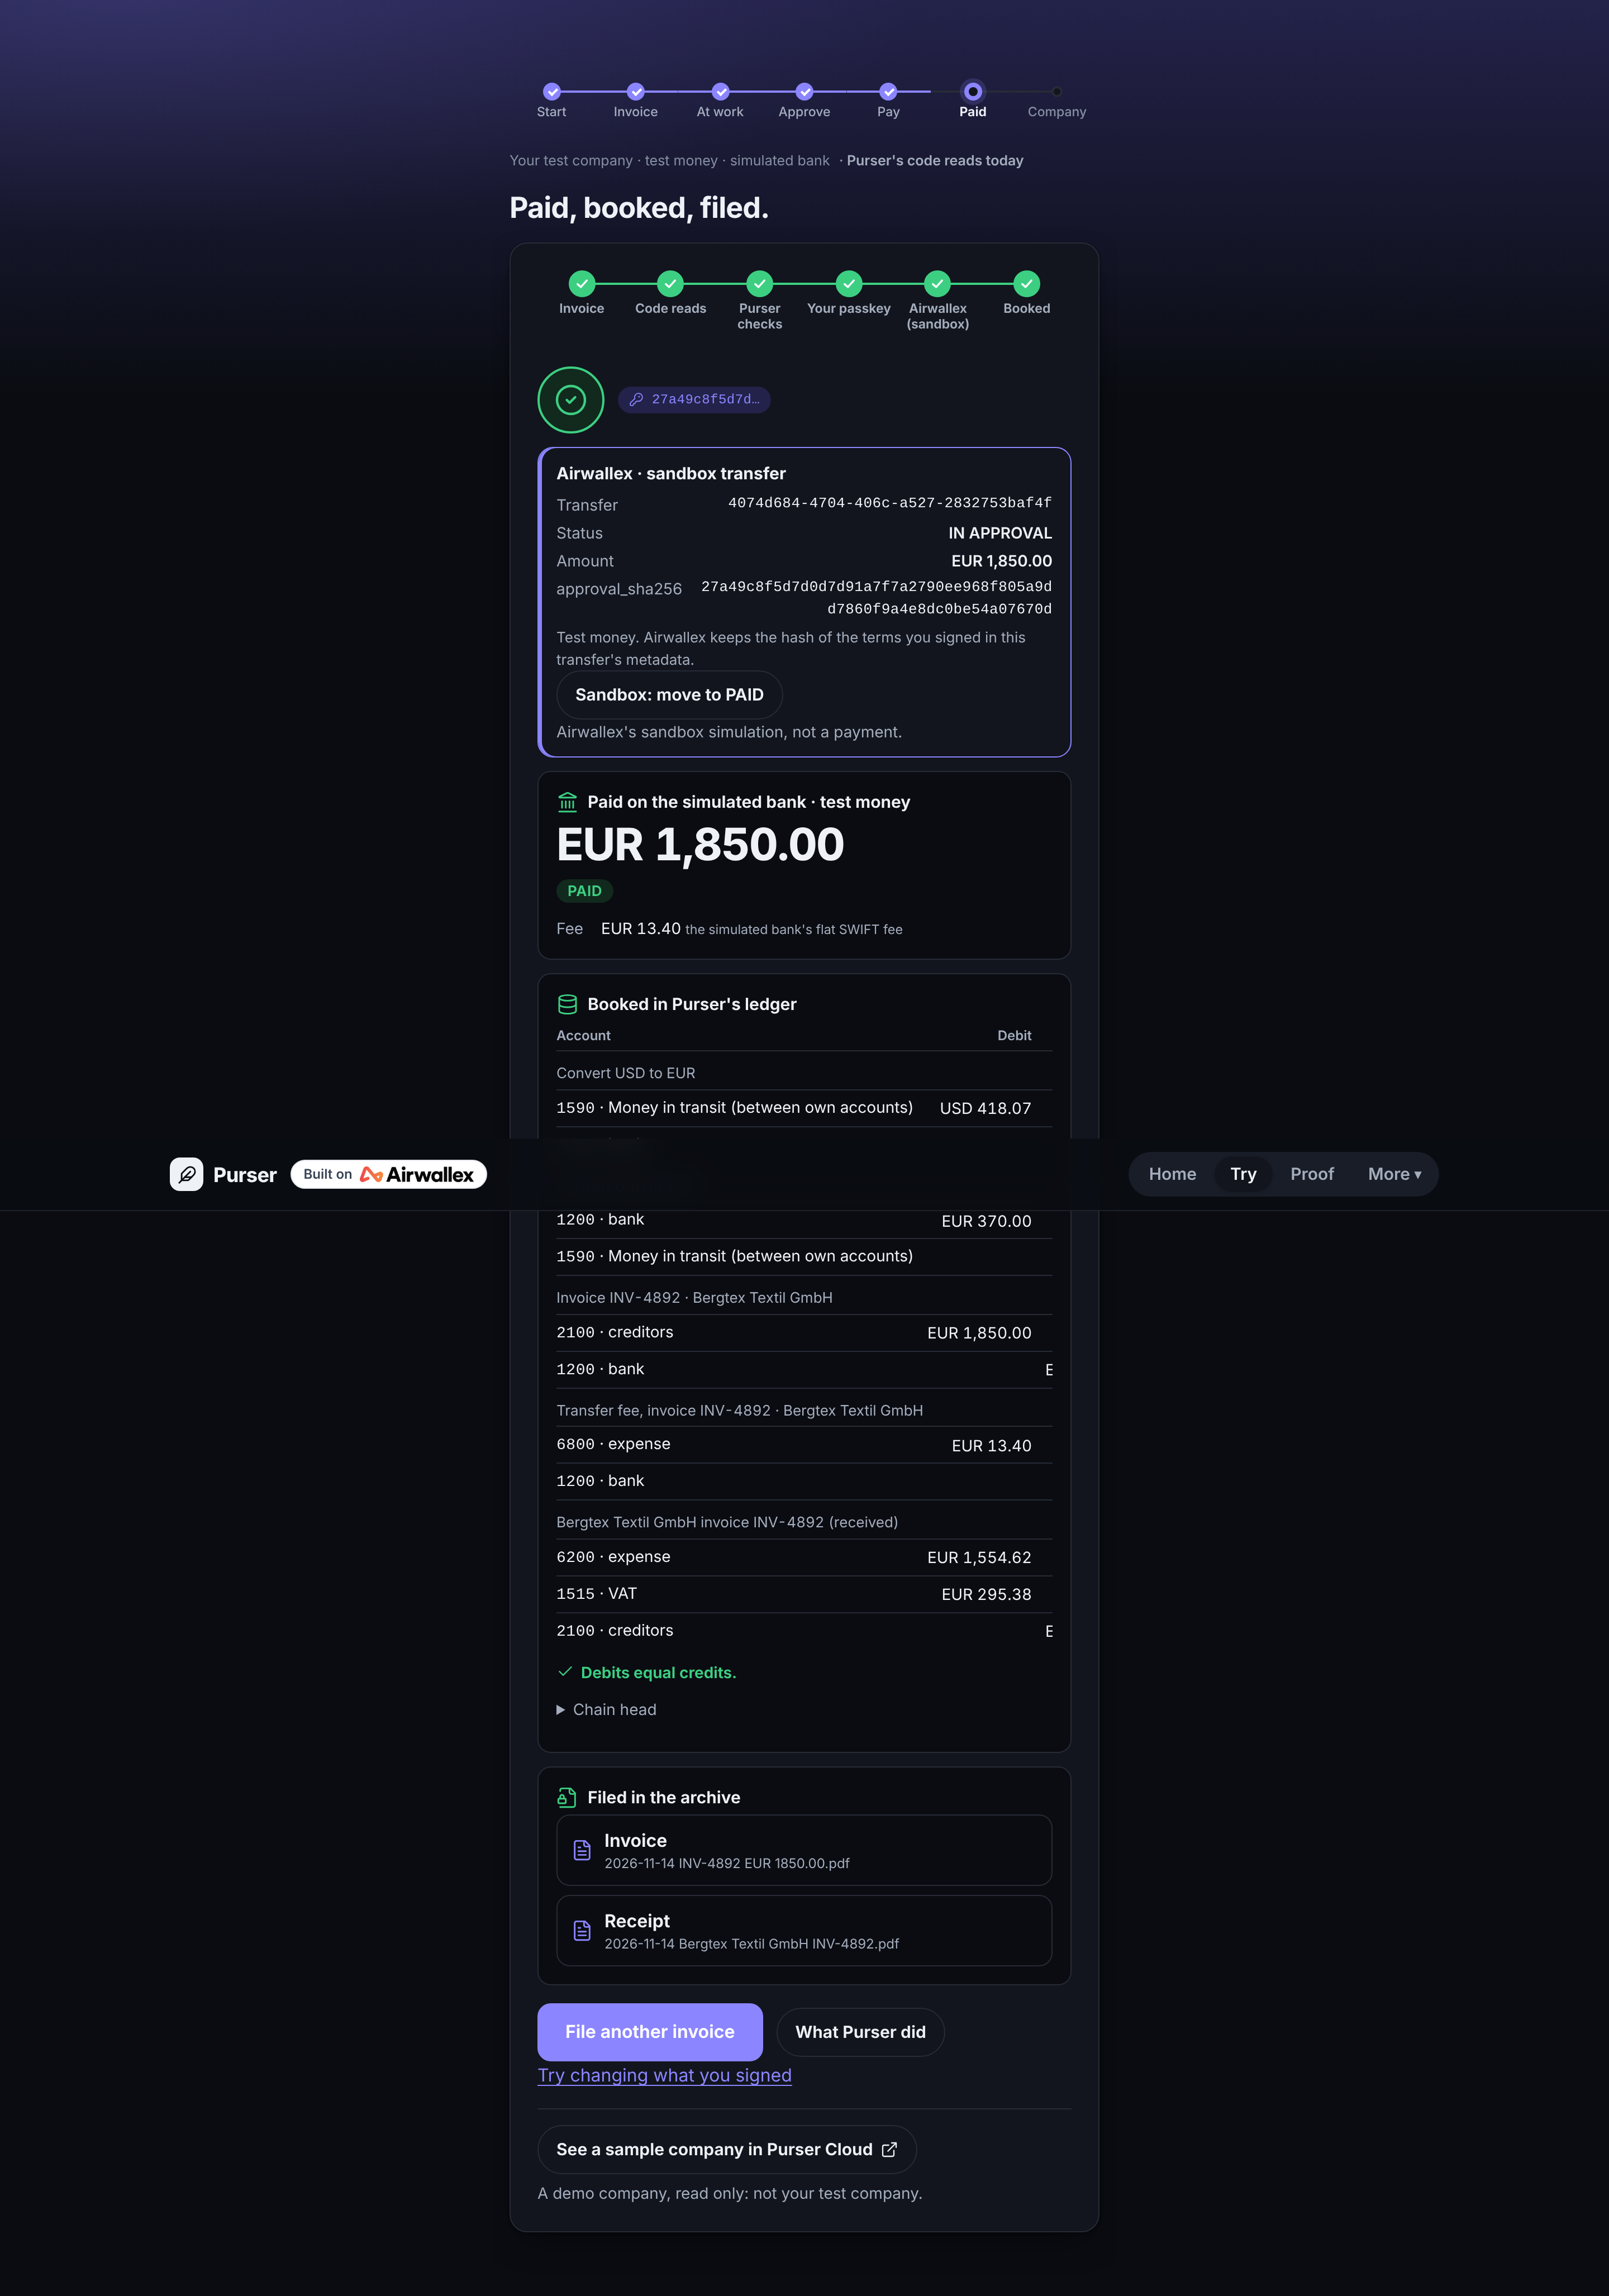 Start
Invoice
At work
Approve
Pay
Paid
Company
Your test company · test money · simulated bank · Purser's code reads today
Paid, booked, filed.
Invoice
Code reads
Purser
checks
Your passkey
Airwallex
(sandbox)
Booked
27a49c8f5d7d…
Airwallex · sandbox transfer
Transfer 4074d684-4704-406c-a527-2832753baf4f
Status IN APPROVAL
Amount EUR 1,850.00
approval_sha256 27a49c8f5d7d0d7d91a7f7a2790ee968f805a9d
d7860f9a4e8dc0be54a07670d
Test money. Airwallex keeps the hash of the terms you signed in this
transfer's metadata.
Sandbox: move to PAID
Airwallex's sandbox simulation, not a payment.
Paid on the simulated bank · test money
EUR 1,850.00
PAID
Fee EUR 13.40 the simulated bank's flat SWIFT fee
Booked in Purser's ledger
Account Debit
Convert USD to EUR
1590 · Money in transit (between own accounts) USD 418.07
Purser
Built on Airwallex
Home
Try
Proof
More ▾
1200 · bank EUR 370.00
1590 · Money in transit (between own accounts)
Invoice INV-4892 · Bergtex Textil GmbH
2100 · creditors EUR 1,850.00
1200 · bank E
Transfer fee, invoice INV-4892 · Bergtex Textil GmbH
6800 · expense EUR 13.40
1200 · bank
Bergtex Textil GmbH invoice INV-4892 (received)
6200 · expense EUR 1,554.62
1515 · VAT EUR 295.38
2100 · creditors E
Debits equal credits.
▶ Chain head
Filed in the archive
Invoice
2026-11-14 INV-4892 EUR 1850.00.pdf
Receipt
2026-11-14 Bergtex Textil GmbH INV-4892.pdf
File another invoice
What Purser did
Try changing what you signed
See a sample company in Purser Cloud
A demo company, read only: not your test company.